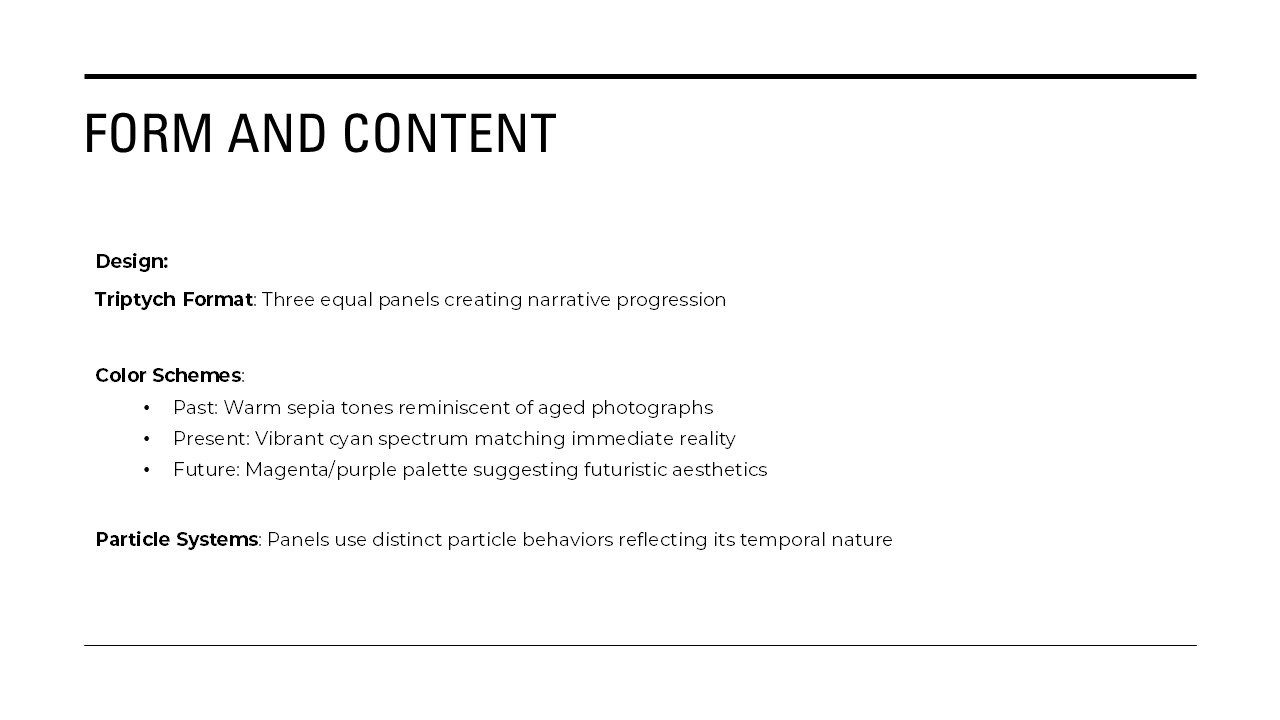 FORM AND CONTENT
Design:
Triptych Format: Three equal panels creating narrative progression
Color Schemes:
• Past: Warm sepia tones reminiscent of aged photographs
• Present: Vibrant cyan spectrum matching immediate reality
• Future: Magenta/purple palette suggesting futuristic aesthetics
Particle Systems: Panels use distinct particle behaviors reflecting its temporal nature